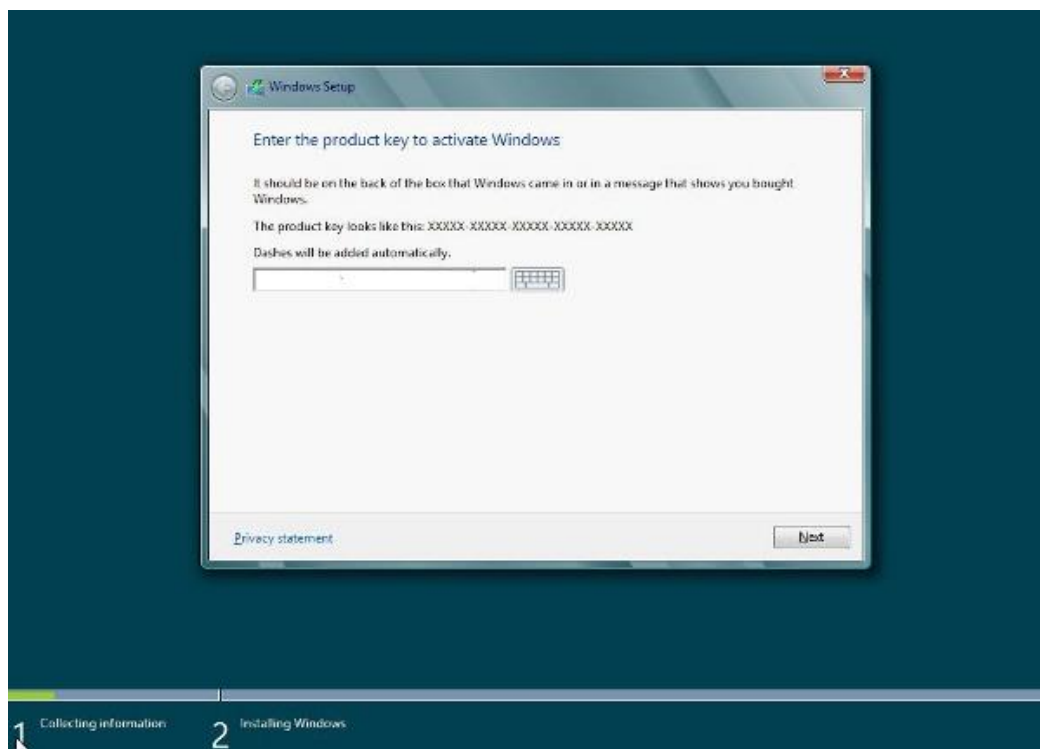 Windows Setup
Enter the product key to activate Windows
It should be on the back of the box that Windows came in or in a message that shows you bought
Windows.
The product key looks like this: XXXXX-XXXXX-XXXXX-XXXXX-XXXXX
Dashes will be added automatically.
Privacy statement
Next
1 Collecting information
2 Installing Windows